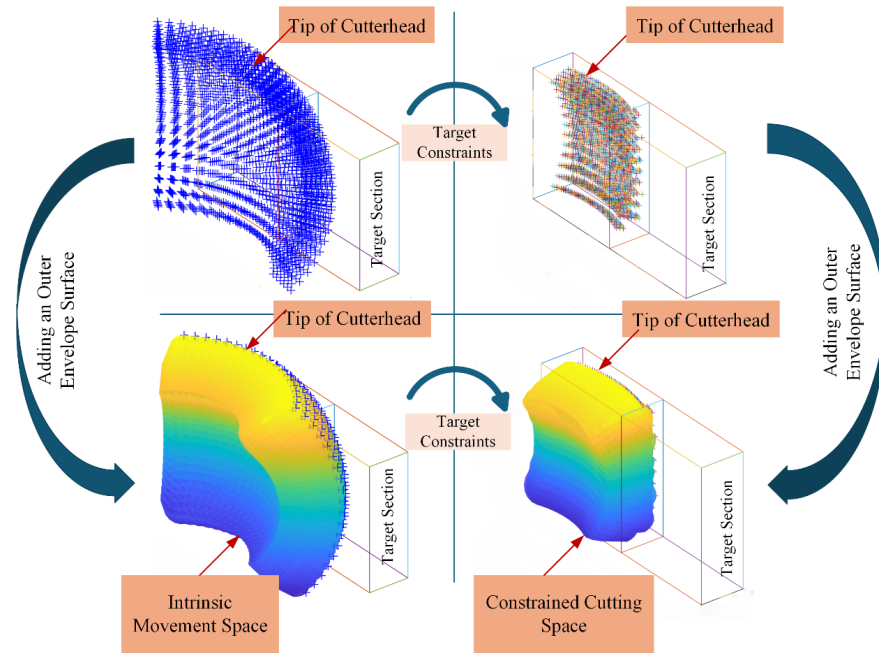 Tip of Cutterhead
Tip of Cutterhead
Target
Constraints
Target Section
Target Section
Adding an Outer
Envelope Surface
Adding an Outer
Envelope Surface
Tip of Cutterhead
Tip of Cutterhead
Target
Constraints
Target Section
Target Section
Intrinsic
Movement Space
Constrained Cutting
Space